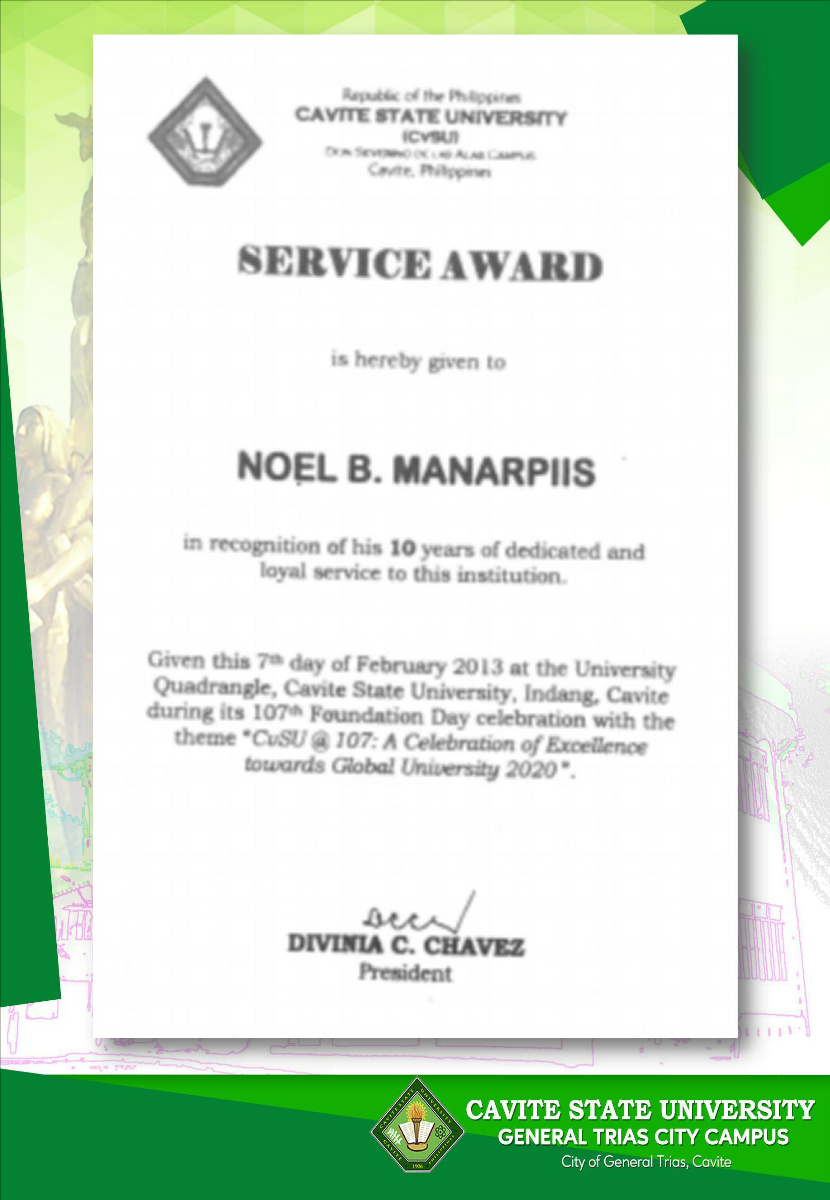 Republic of the Philippines
CAVITE STATE UNIVERSITY
(CvSU)
DON SEVERINO DE LAS ALAS CAMPUS
Cavite, Philippines
SERVICE AWARD
is hereby given to
NOEL B. MANARPIIS
in recognition of his 10 years of dedicated and
loyal service to this institution.
Given this 7th day of February 2013 at the University
Quadrangle, Cavite State University, Indang, Cavite
during its 107th Foundation Day celebration with the
theme "CvSU @ 107: A Celebration of Excellence
towards Global University 2020".
DIVINIA C. CHAVEZ
President
CAVITE STATE UNIVERSITY
GENERAL TRIAS CITY CAMPUS
City of General Trias, Cavite
1906